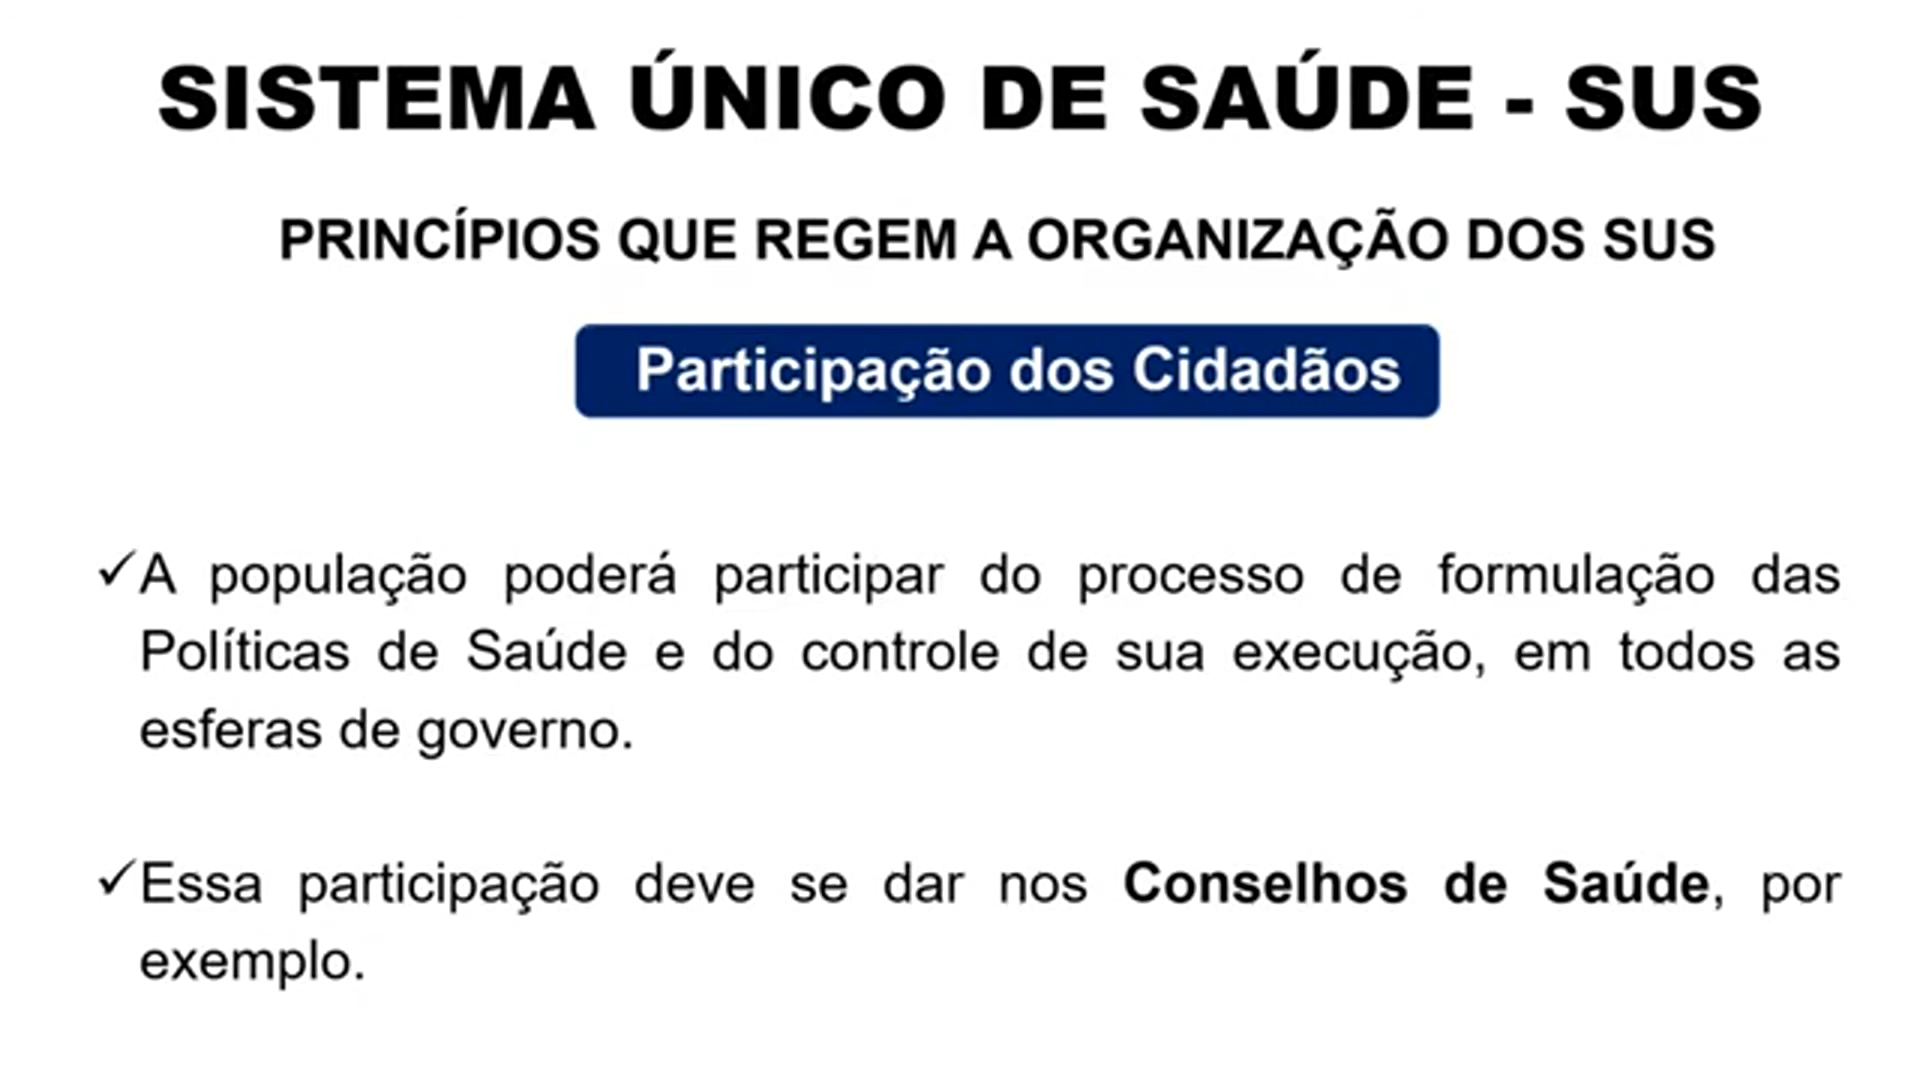 SISTEMA ÚNICO DE SAÚDE - SUS
PRINCÍPIOS QUE REGEM A ORGANIZAÇÃO DOS SUS
Participação dos Cidadãos
✓A população poderá participar do processo de formulação das
Políticas de Saúde e do controle de sua execução, em todos as
esferas de governo.
✓Essa participação deve se dar nos Conselhos de Saúde, por
exemplo.